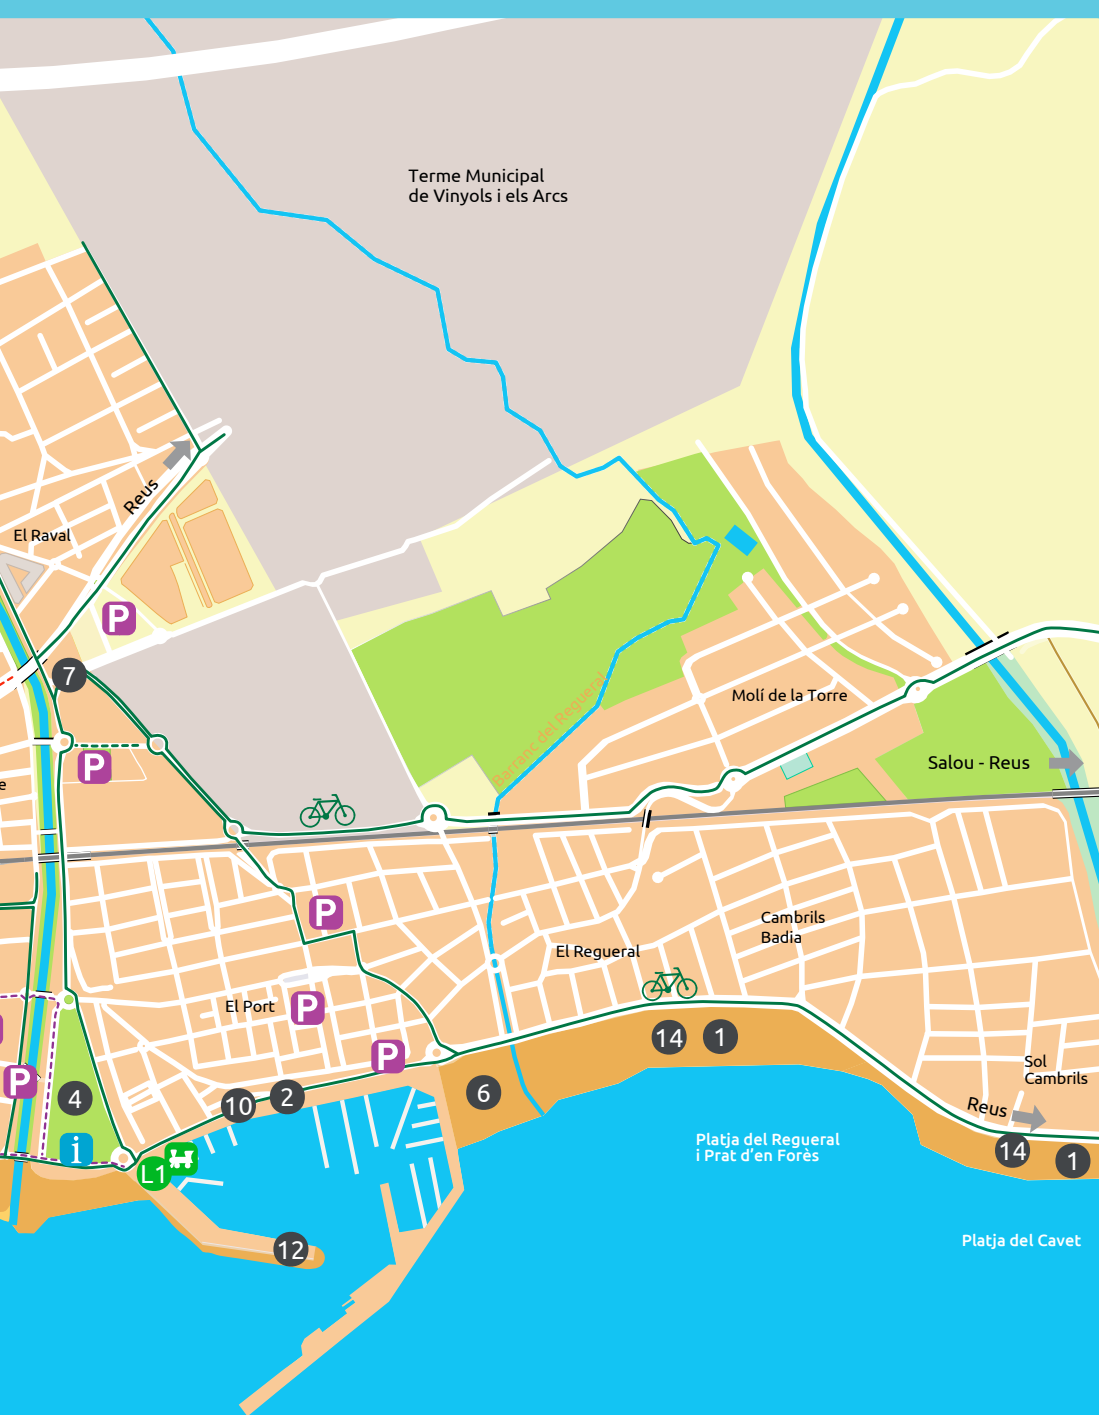 Terme Municipal
de Vinyols i els Arcs
Reus
El Raval
P
7
Molí de la Torre
Barranc del Regueral
P
Salou - Reus
e
P
Cambrils
Badia
El Regueral
El Port
P
14
1
P
Sol
Cambrils
P
6
4
10
2
Reus
i
L1
Platja del Regueral
i Prat d'en Forès
14
1
12
Platja del Cavet